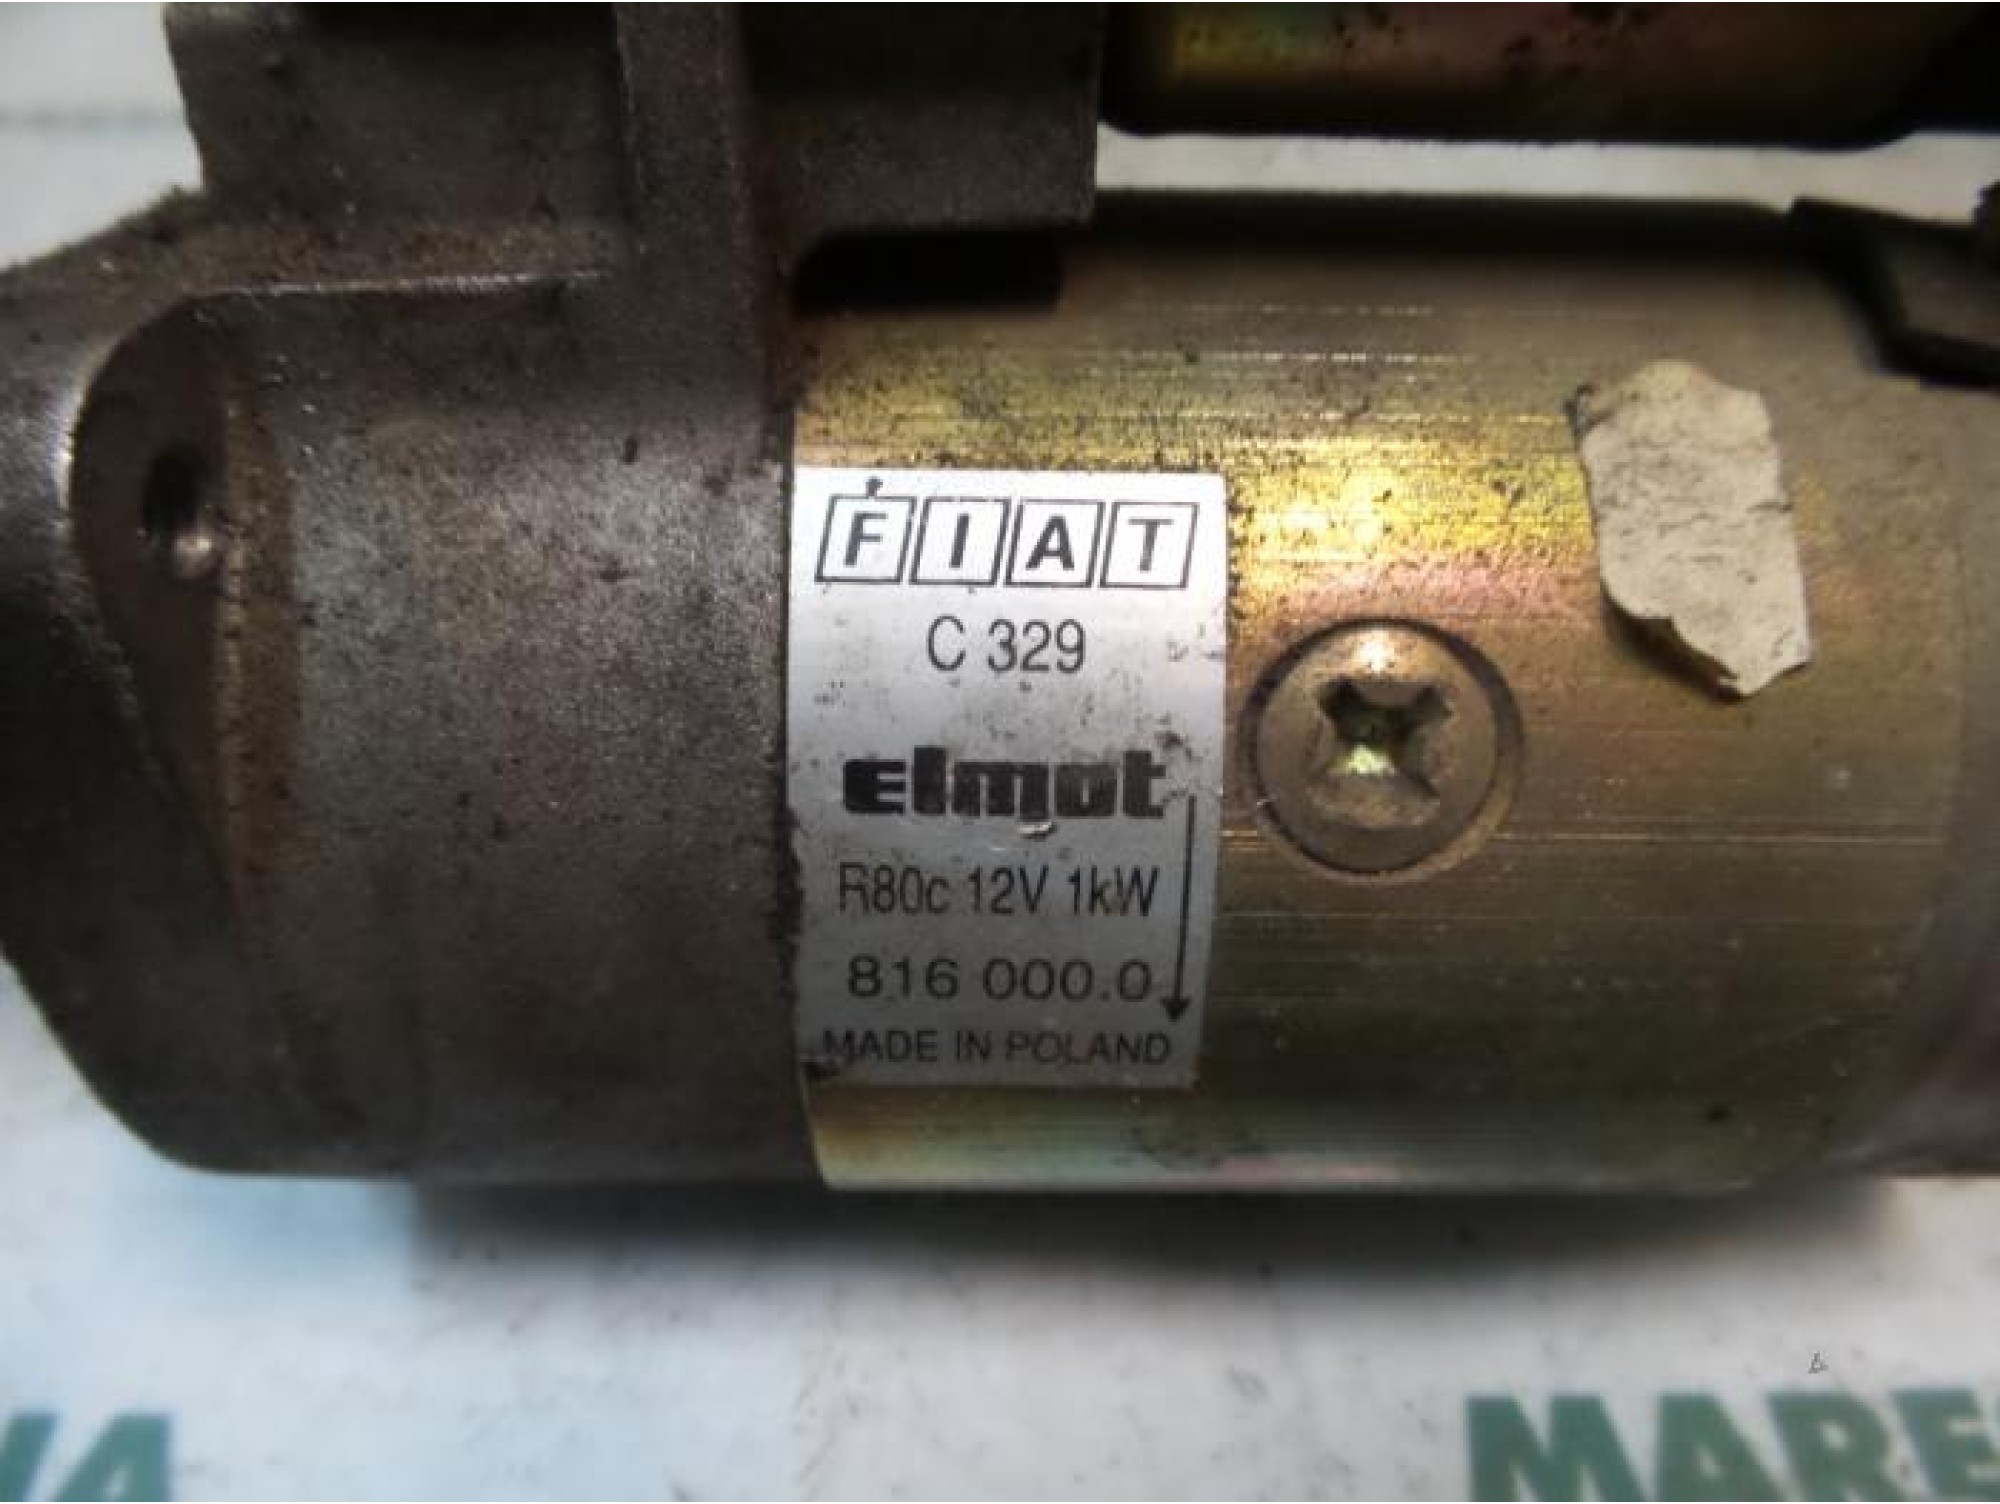 FIAT
C 329
elmot
R80c 12V 1kW
816 000.0
MADE IN POLAND